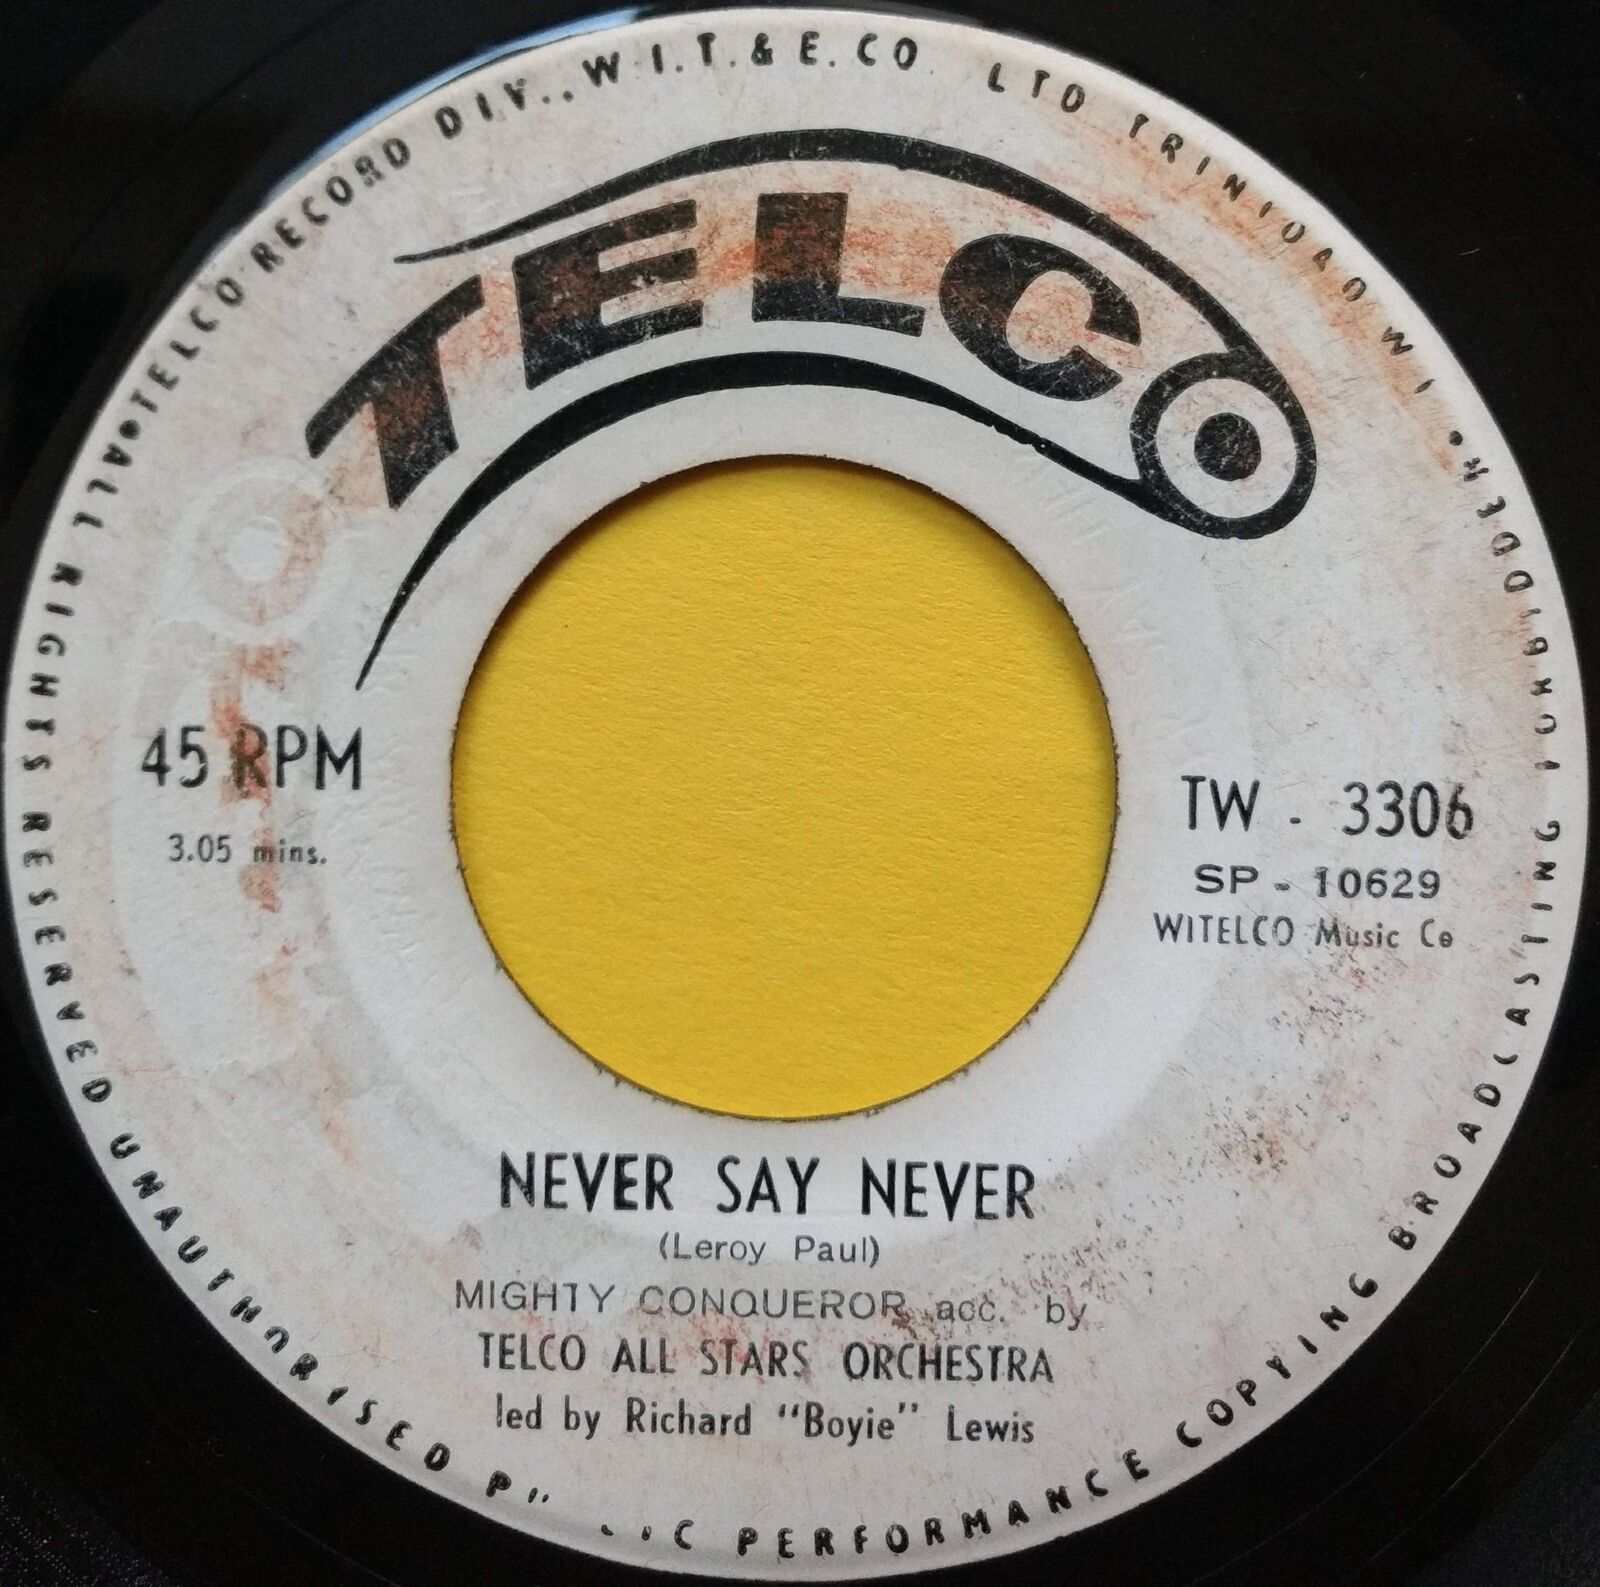 TELCO RECORD DIV., W.I.T. & E. CO. LTD TRINIDAD W.I.
TELCO
45 RPM
3.05 mins.
TW - 3306
SP - 10629
WITELCO Music Co
NEVER SAY NEVER
(Leroy Paul)
MIGHTY CONQUEROR acc. by
TELCO ALL STARS ORCHESTRA
led by Richard "Boyie" Lewis
ALL RIGHTS RESERVED UNAUTHORISED PERFORMANCE COPYING BROADCASTING PROHIBIDDEN